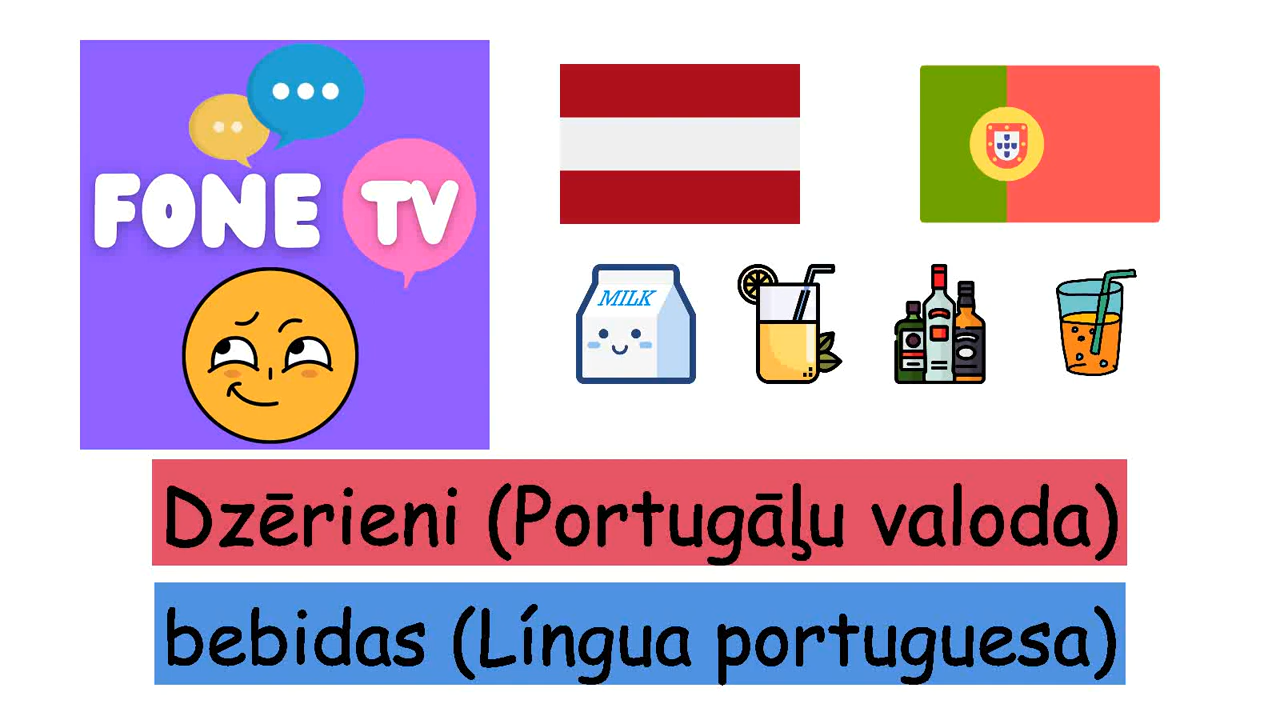 FONE TV
MILK
Dzērieni (Portugāļu valoda)
bebidas (Língua portuguesa)